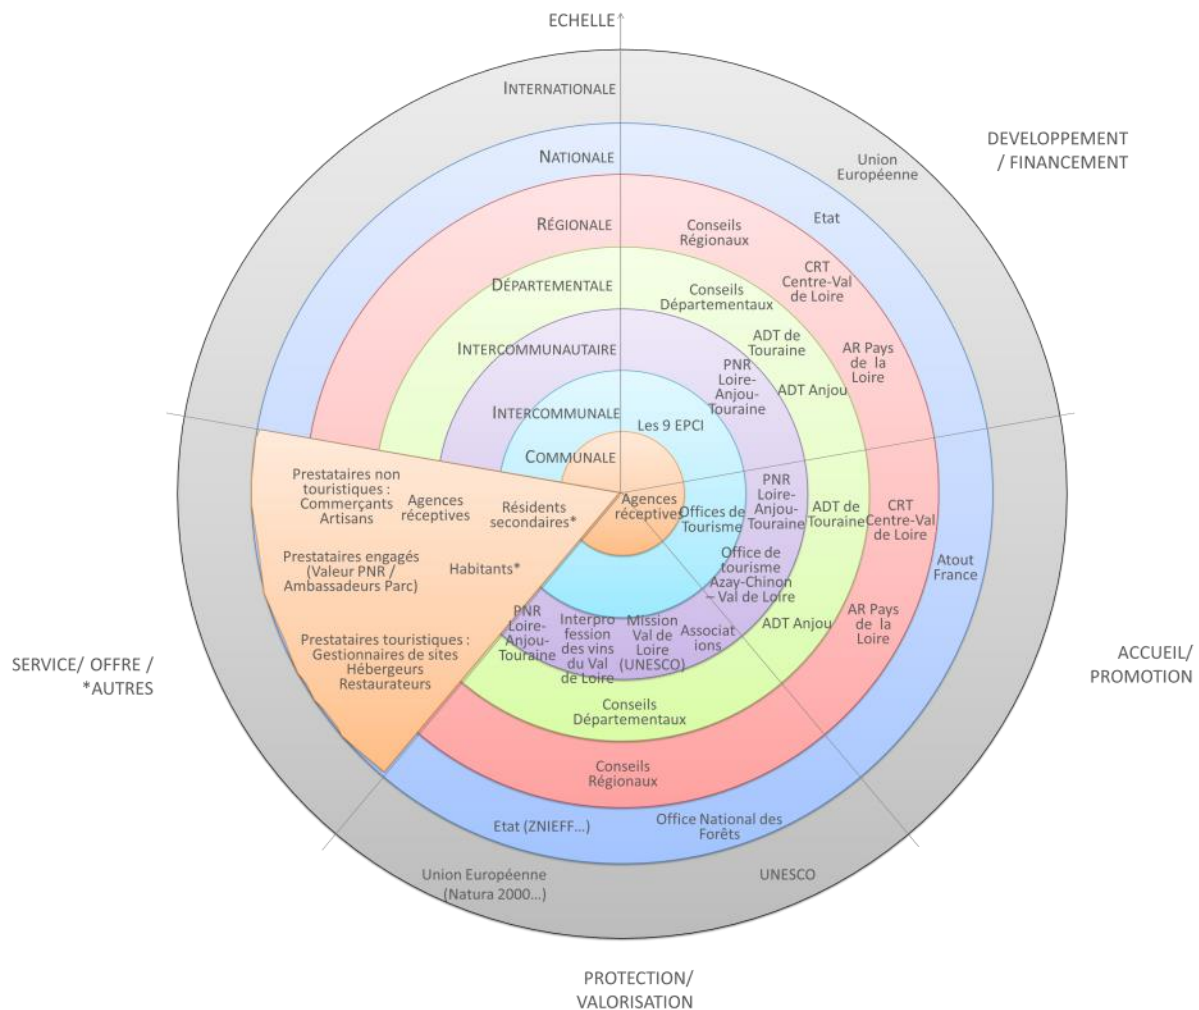 ECHELLE
INTERNATIONALE
NATIONALE
RÉGIONALE
DÉPARTEMENTALE
INTERCOMMUNAUTAIRE
INTERCOMMUNALE
COMMUNALE
DEVELOPPEMENT
/ FINANCEMENT
Union
Européenne
Etat
Conseils
Régionaux
CRT
Centre-Val
de Loire
AR Pays
de la
Loire
Conseils
Départementaux
ADT de
Touraine
ADT Anjou
PNR
Loire-
Anjou-
Touraine
Les 9 EPCI
Agences
réceptives
Offices de
Tourisme
PNR
Loire-
Anjou-
Touraine
ADT de
Touraine
CRT
Centre-Val
de Loire
Atout
France
Office de
tourisme
Azay-Chinon
– Val de Loire
ADT Anjou
AR Pays
de la
Loire
ACCUEIL/
PROMOTION
PNR
Loire-
Anjou-
Touraine
Interpro
fession
des vins
du Val
de Loire
Mission
Val de
Loire
(UNESCO)
Associat
ions
Conseils
Départementaux
Conseils
Régionaux
Etat (ZNIEFF...)
Office National des
Forêts
Union Européenne
(Natura 2000...)
UNESCO
PROTECTION/
VALORISATION
Prestataires non
touristiques :
Commerçants
Artisans
Agences
réceptives
Résidents
secondaires*
Prestataires engagés
(Valeur PNR /
Ambassadeurs Parc)
Habitants*
Prestataires touristiques :
Gestionnaires de sites
Hébergeurs
Restaurateurs
SERVICE/ OFFRE /
*AUTRES